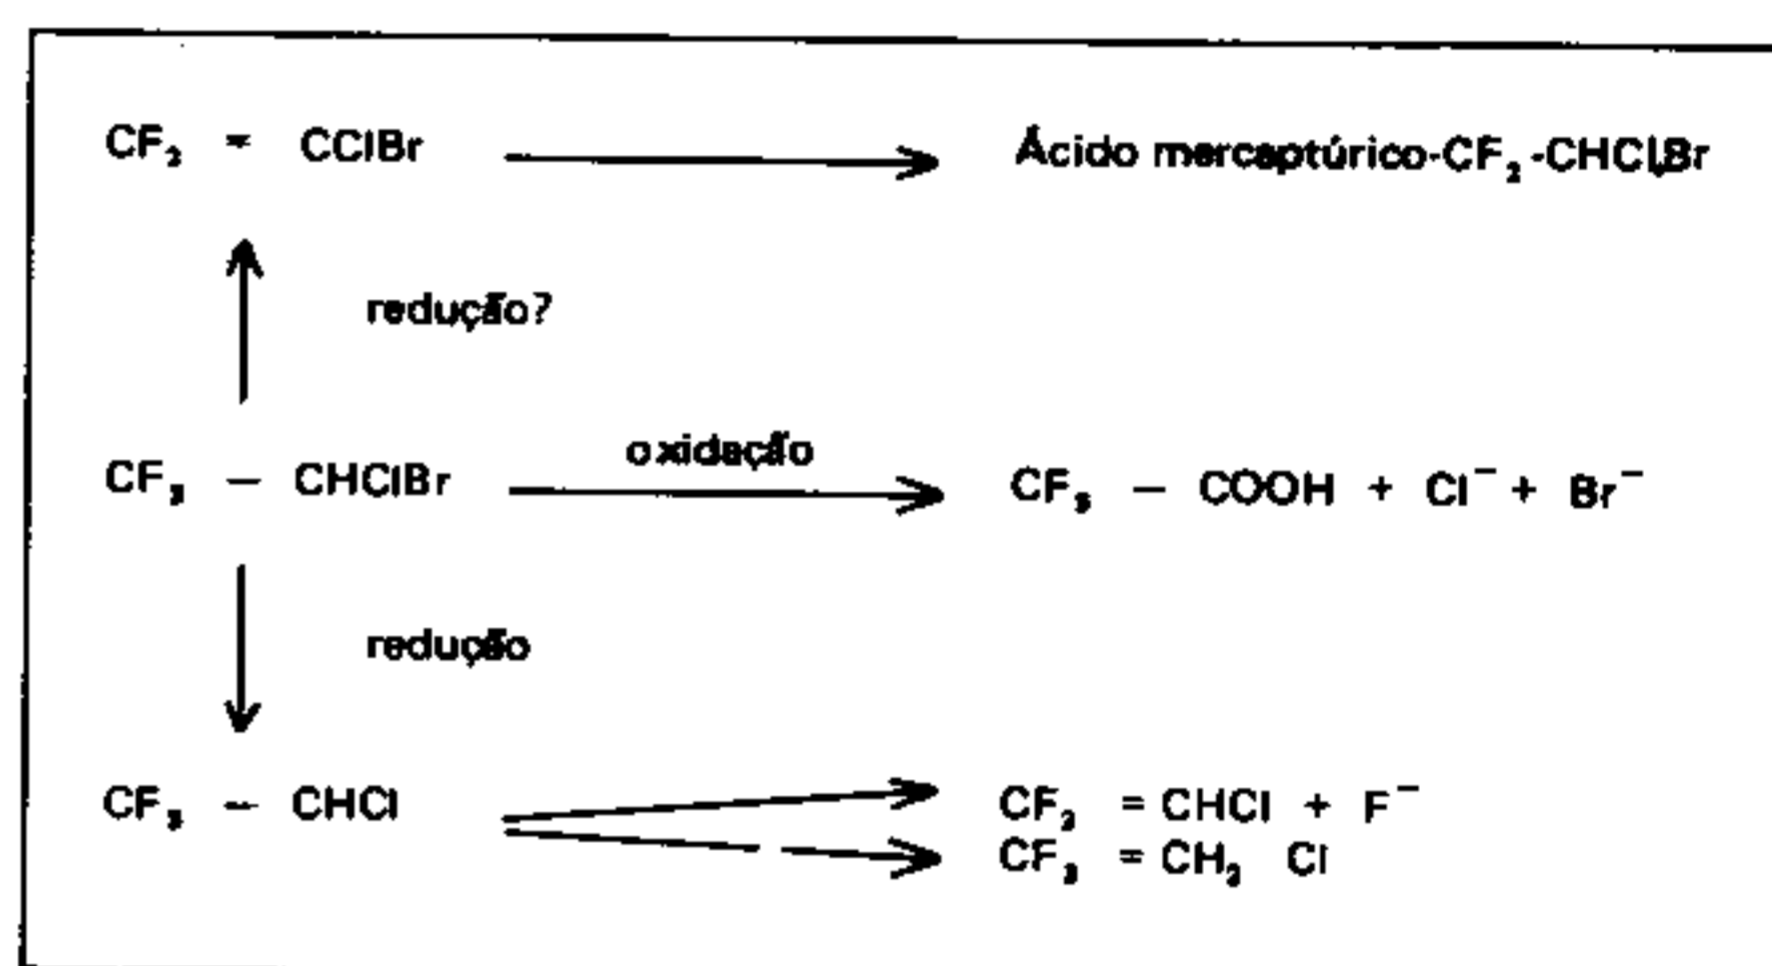 CF₂ = CClBr → Ácido mercaptúrico-CF₂-CHClBr
redução?
oxidação
CF₃ – CHClBr → CF₃ – COOH + Cl⁻ + Br⁻
redução
CF₃ – CHCl → CF₂ = CHCl + F⁻
CF₃ = CH₂ Cl